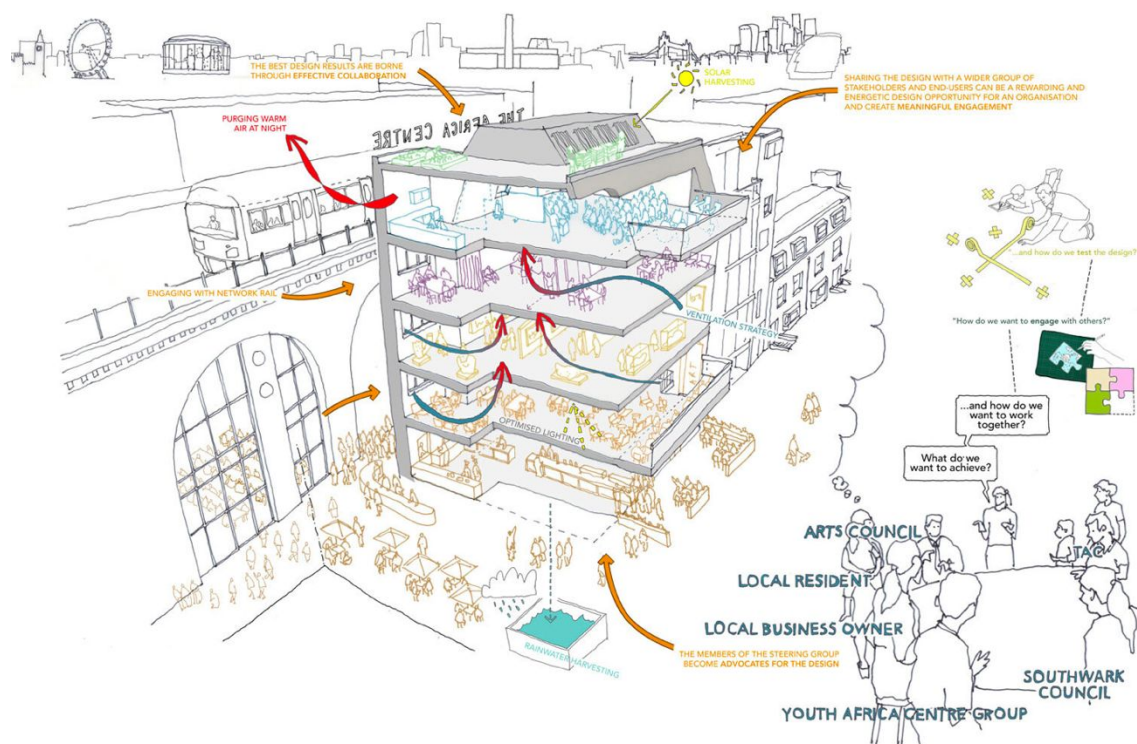 THE BEST DESIGN RESULTS ARE BORNE
THROUGH EFFECTIVE COLLABORATION
SOLAR
HARVESTING
SHARING THE DESIGN WITH A WIDER GROUP OF
STAKEHOLDERS AND END-USERS CAN BE A REWARDING AND
ENERGETIC DESIGN OPPORTUNITY FOR AN ORGANISATION
AND CREATE MEANINGFUL ENGAGEMENT
PURGING WARM
AIR AT NIGHT
THE AFRICA CENTRE
"...and how do we test the design?"
ENGAGING WITH NETWORK RAIL
VENTILATION STRATEGY
"How do we want to engage with others?"
...and how do we
want to work
together?
What do we
want to achieve?
OPTIMISED LIGHTING
ARTS COUNCIL
TAC
LOCAL RESIDENT
LOCAL BUSINESS OWNER
RAINWATER HARVESTING
THE MEMBERS OF THE STEERING GROUP
BECOME ADVOCATES FOR THE DESIGN
SOUTHWARK
COUNCIL
YOUTH AFRICA CENTRE GROUP